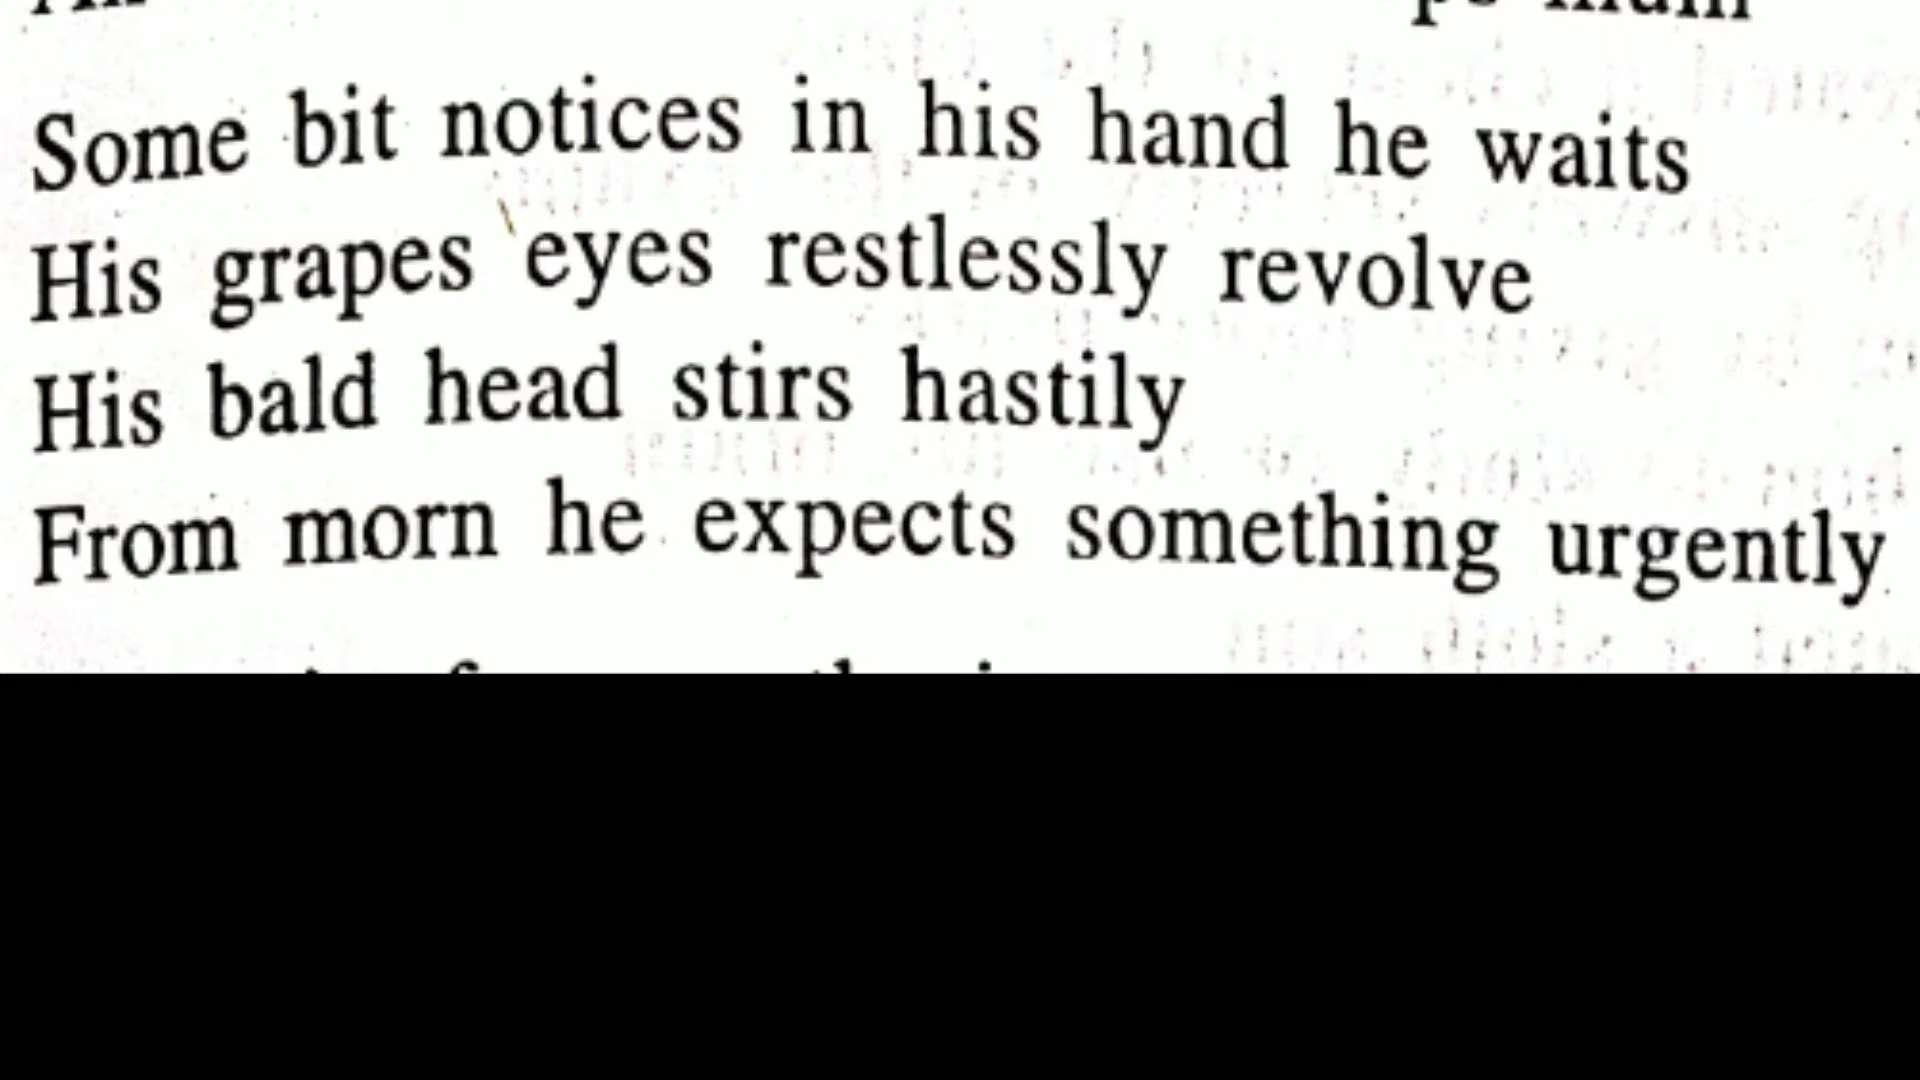 Some bit notices in his hand he waits
His grapes eyes restlessly revolve
His bald head stirs hastily
From morn he expects something urgently